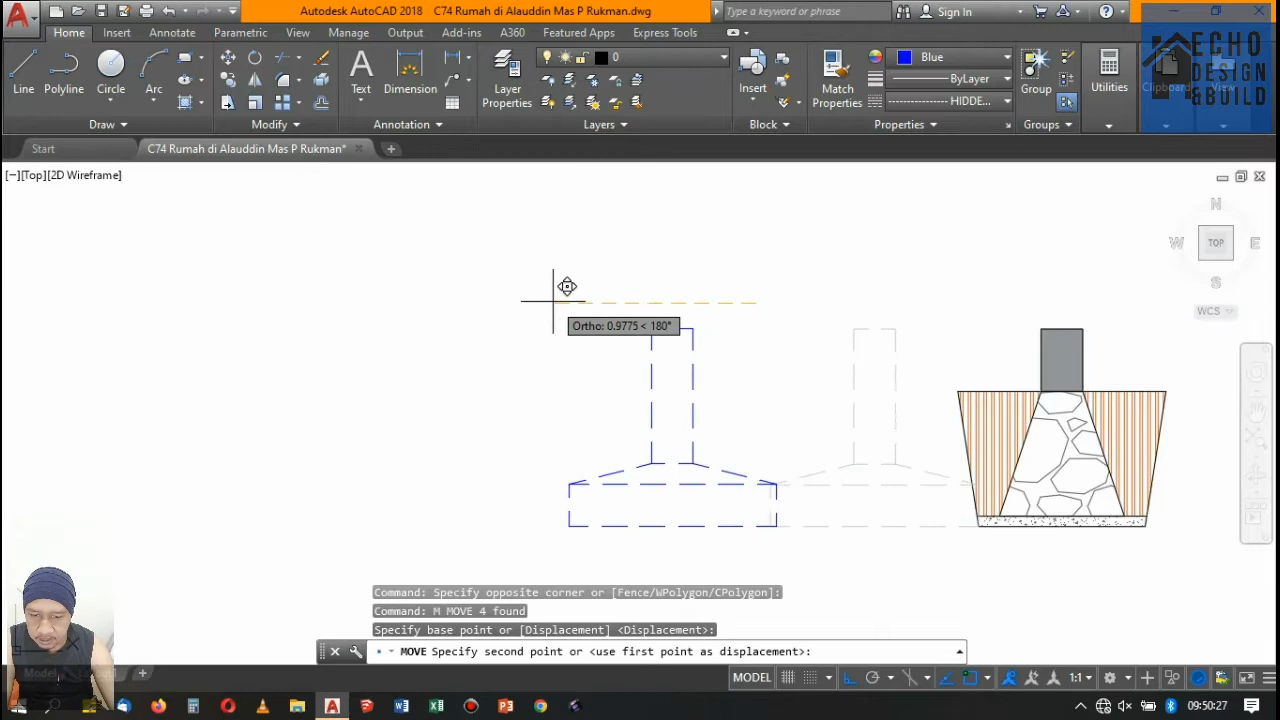 Autodesk AutoCAD 2018 C74 Rumah di Alauddin Mas P Rukman.dwg
Type a keyword or phrase
Sign In
Home Insert Annotate Parametric View Manage Output Add-ins A360 Featured Apps Express Tools
ECHO
DESIGN
&BUILD
0
Blue
ByLayer
HIDDE...
Line Polyline Circle Arc
Text Dimension
Layer
Properties
Insert
Match
Properties
Group
Utilities
Clipboard
View
Draw Modify Annotation Layers Block Properties Groups
Start C74 Rumah di Alauddin Mas P Rukman*
[−][Top][2D Wireframe]
N
W TOP E
S
WCS
Ortho: 0.9775 < 180°
Command: Specify opposite corner or [Fence/WPolygon/CPolygon]:
Command: M MOVE 4 found
Specify base point or [Displacement] <Displacement>:
MOVE Specify second point or <use first point as displacement>:
Model
MODEL 1:1
09:50:27